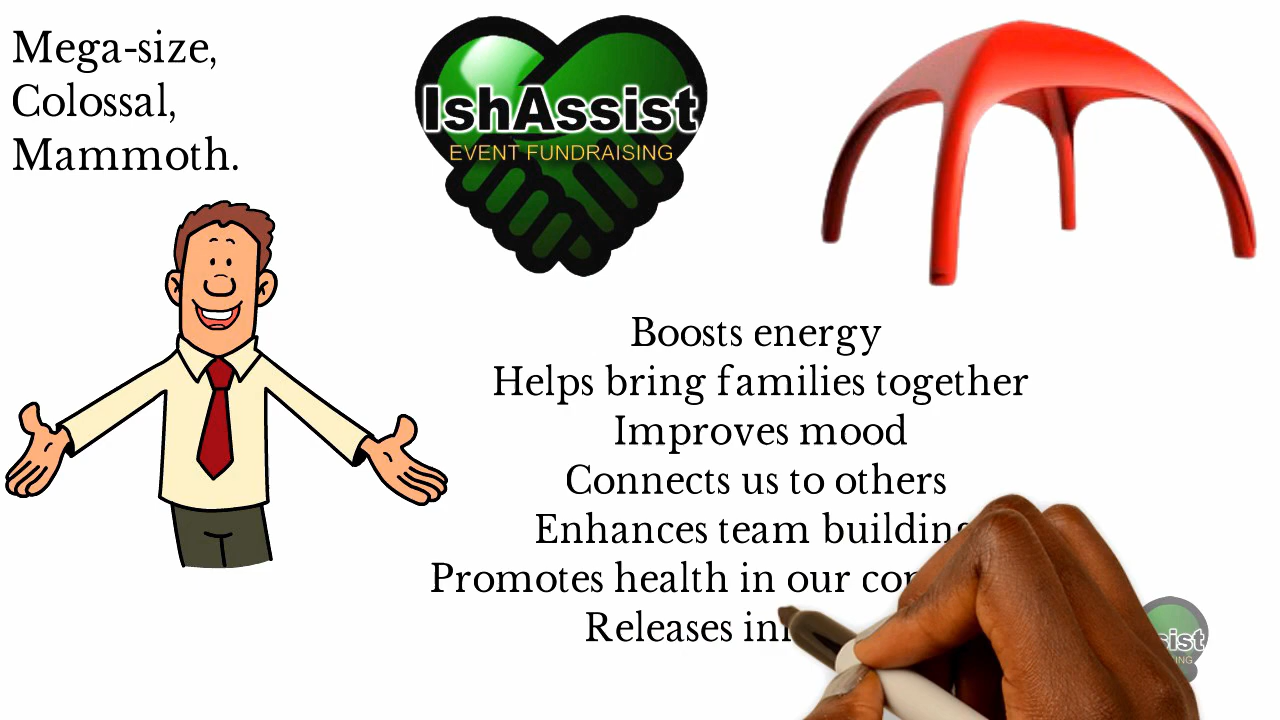 Mega-size,
Colossal,
Mammoth.
IshAssist
EVENT FUNDRAISING
Boosts energy
Helps bring families together
Improves mood
Connects us to others
Enhances team building
Promotes health in our
Releases